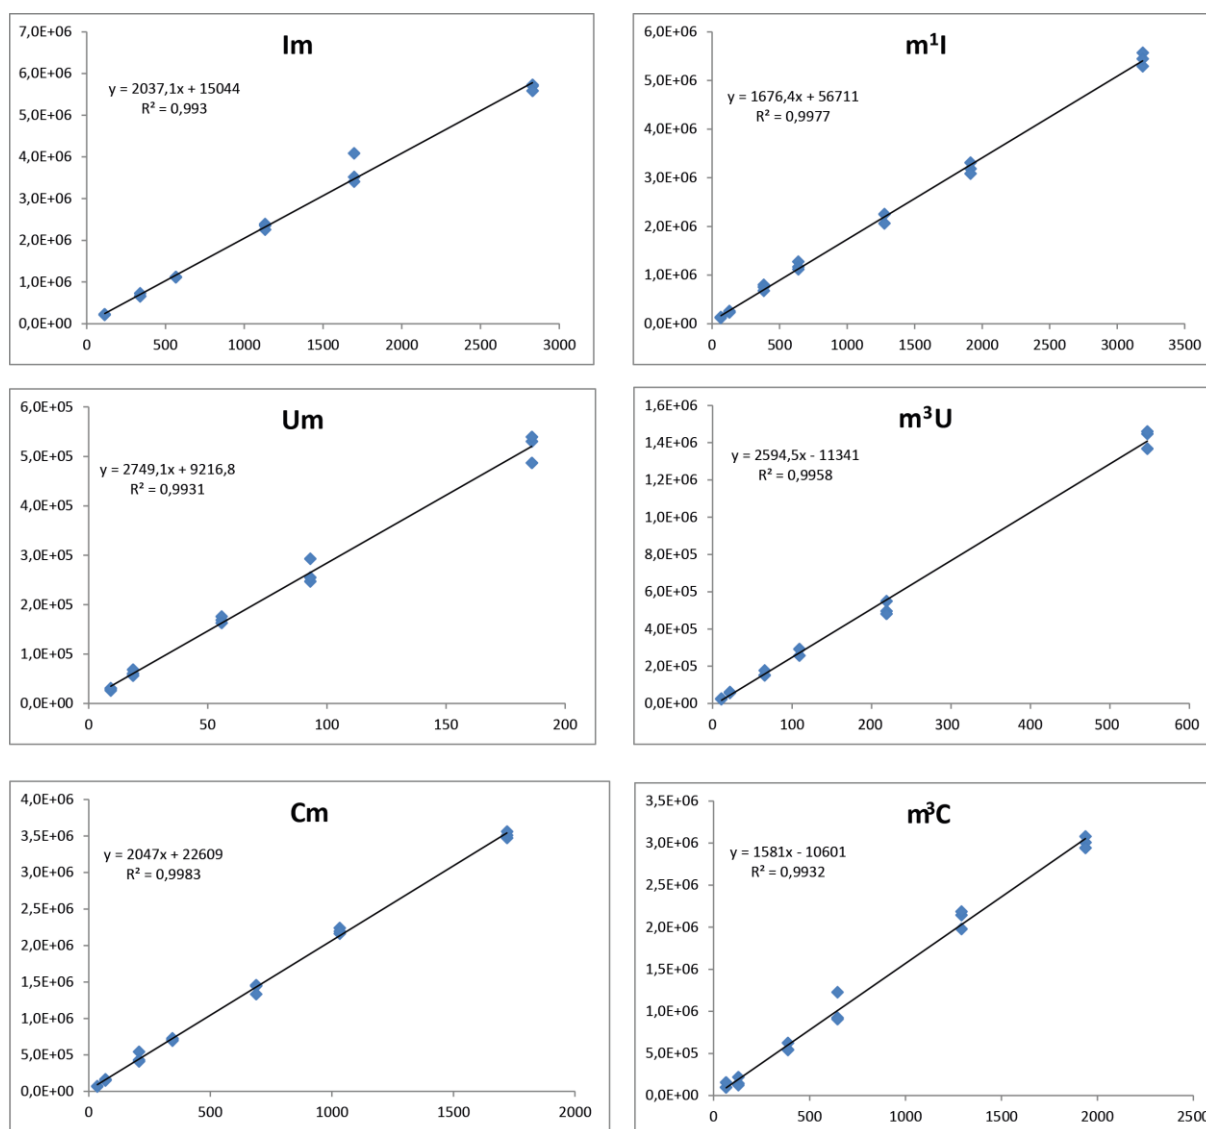 Im
y = 2037,1x + 15044
R² = 0,993
7,0E+06
6,0E+06
5,0E+06
4,0E+06
3,0E+06
2,0E+06
1,0E+06
0,0E+00
0 500 1000 1500 2000 2500 3000
m¹I
y = 1676,4x + 56711
R² = 0,9977
6,0E+06
5,0E+06
4,0E+06
3,0E+06
2,0E+06
1,0E+06
0,0E+00
0 500 1000 1500 2000 2500 3000 3500
Um
y = 2749,1x + 9216,8
R² = 0,9931
6,0E+05
5,0E+05
4,0E+05
3,0E+05
2,0E+05
1,0E+05
0,0E+00
0 50 100 150 200
m³U
y = 2594,5x - 11341
R² = 0,9958
1,6E+06
1,4E+06
1,2E+06
1,0E+06
8,0E+05
6,0E+05
4,0E+05
2,0E+05
0,0E+00
0 100 200 300 400 500 600
Cm
y = 2047x + 22609
R² = 0,9983
4,0E+06
3,5E+06
3,0E+06
2,5E+06
2,0E+06
1,5E+06
1,0E+06
5,0E+05
0,0E+00
0 500 1000 1500 2000
m³C
y = 1581x - 10601
R² = 0,9932
3,5E+06
3,0E+06
2,5E+06
2,0E+06
1,5E+06
1,0E+06
5,0E+05
0,0E+00
0 500 1000 1500 2000 2500